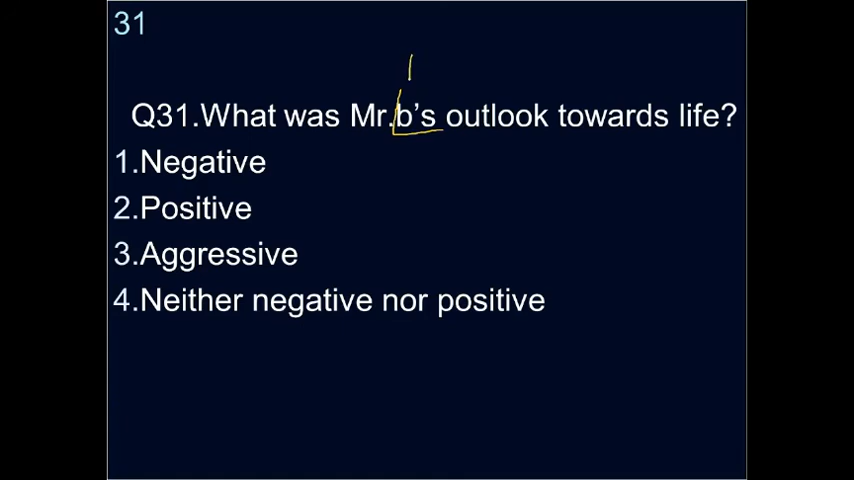 31
Q31.What was Mr.b's outlook towards life?
1.Negative
2.Positive
3.Aggressive
4.Neither negative nor positive